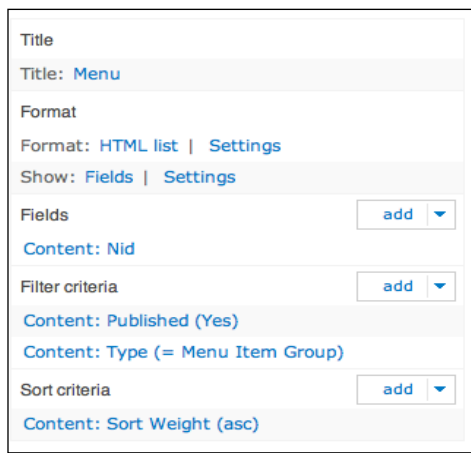 Title
Title: Menu
Format
Format: HTML list | Settings
Show: Fields | Settings
Fields add
Content: Nid
Filter criteria add
Content: Published (Yes)
Content: Type (= Menu Item Group)
Sort criteria add
Content: Sort Weight (asc)